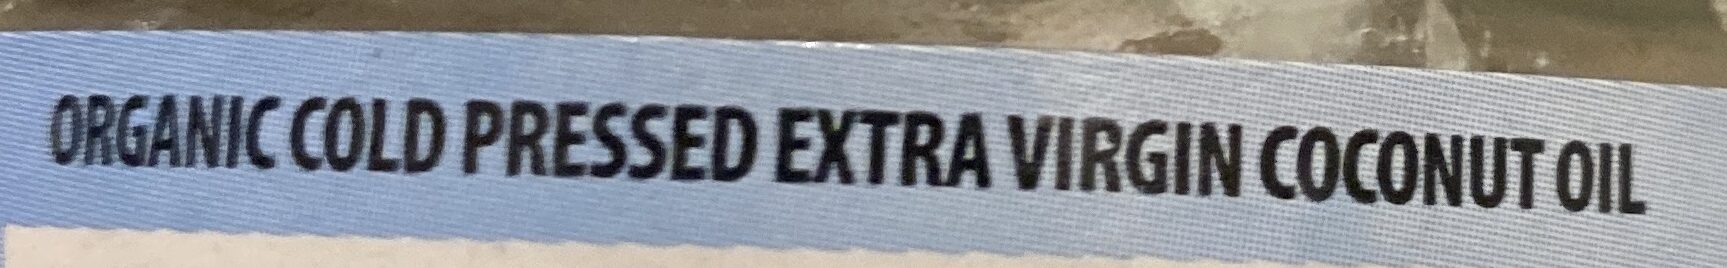 ORGANIC COLD PRESSED EXTRA VIRGIN COCONUT OIL